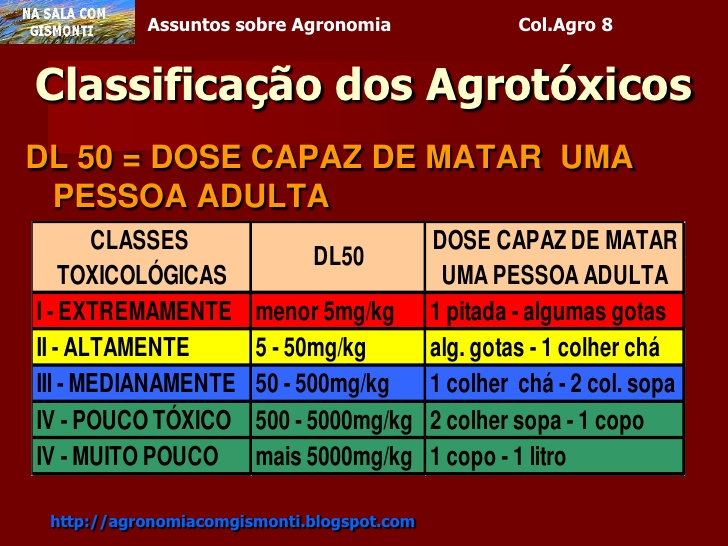 NA SALA COM
GISMONTI
Assuntos sobre Agronomia Col.Agro 8
Classificação dos Agrotóxicos
DL 50 = DOSE CAPAZ DE MATAR UMA
PESSOA ADULTA
CLASSES
TOXICOLÓGICAS
DL50
DOSE CAPAZ DE MATAR
UMA PESSOA ADULTA
I - EXTREMAMENTE menor 5mg/kg 1 pitada - algumas gotas
II - ALTAMENTE 5 - 50mg/kg alg. gotas - 1 colher chá
III - MEDIANAMENTE 50 - 500mg/kg 1 colher chá - 2 col. sopa
IV - POUCO TÓXICO 500 - 5000mg/kg 2 colher sopa - 1 copo
IV - MUITO POUCO mais 5000mg/kg 1 copo - 1 litro
http://agronomiacomgismonti.blogspot.com